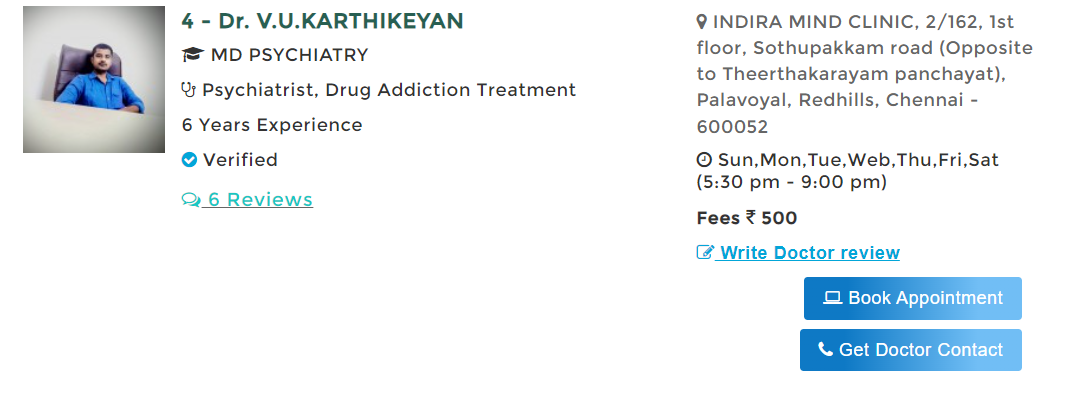 4 - Dr. V.U.KARTHIKEYAN
MD PSYCHIATRY
Psychiatrist, Drug Addiction Treatment
6 Years Experience
Verified
6 Reviews
INDIRA MIND CLINIC, 2/162, 1st
floor, Sothupakkam road (Opposite
to Theerthakarayam panchayat),
Palavoyal, Redhills, Chennai -
600052
Sun,Mon,Tue,Web,Thu,Fri,Sat
(5:30 pm - 9:00 pm)
Fees ₹ 500
Write Doctor review
Book Appointment
Get Doctor Contact